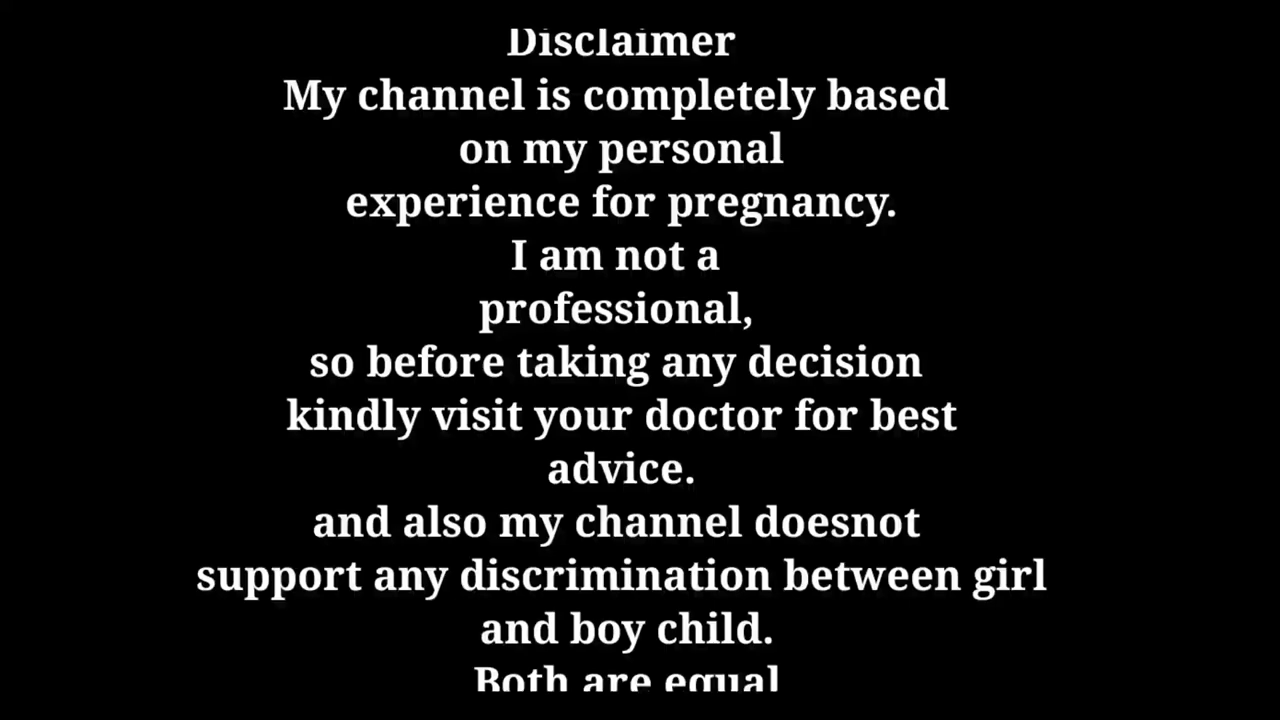 Disclaimer
My channel is completely based
on my personal
experience for pregnancy.
I am not a
professional,
so before taking any decision
kindly visit your doctor for best
advice.
and also my channel doesnot
support any discrimination between girl
and boy child.
Both are equal